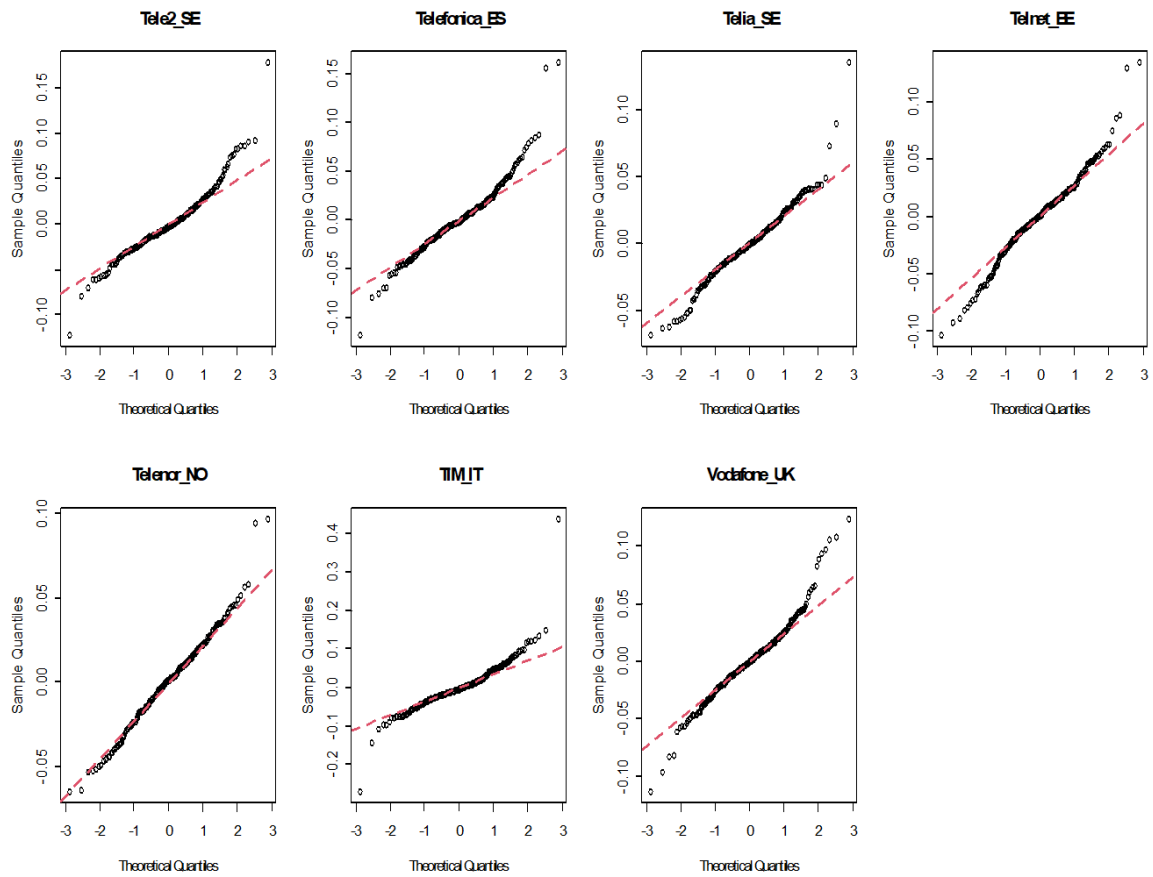 Tele2_SE
Sample Quantiles
0.15
0.10
0.05
0.00
-0.10
-3 -2 -1 0 1 2 3
Theoretical Quantiles
Telefonica_ES
Sample Quantiles
0.15
0.10
0.05
0.00
-0.10
-3 -2 -1 0 1 2 3
Theoretical Quantiles
Telia_SE
Sample Quantiles
0.10
0.05
0.00
-0.05
-3 -2 -1 0 1 2 3
Theoretical Quantiles
Telnet_BE
Sample Quantiles
0.10
0.05
0.00
-0.05
-0.10
-3 -2 -1 0 1 2 3
Theoretical Quantiles
Telenor_NO
Sample Quantiles
0.10
0.05
0.00
-0.05
-3 -2 -1 0 1 2 3
Theoretical Quantiles
TIM_IT
Sample Quantiles
0.4
0.3
0.2
0.1
0.0
-0.1
-0.2
-3 -2 -1 0 1 2 3
Theoretical Quantiles
Vodafone_UK
Sample Quantiles
0.10
0.05
0.00
-0.05
-0.10
-3 -2 -1 0 1 2 3
Theoretical Quantiles